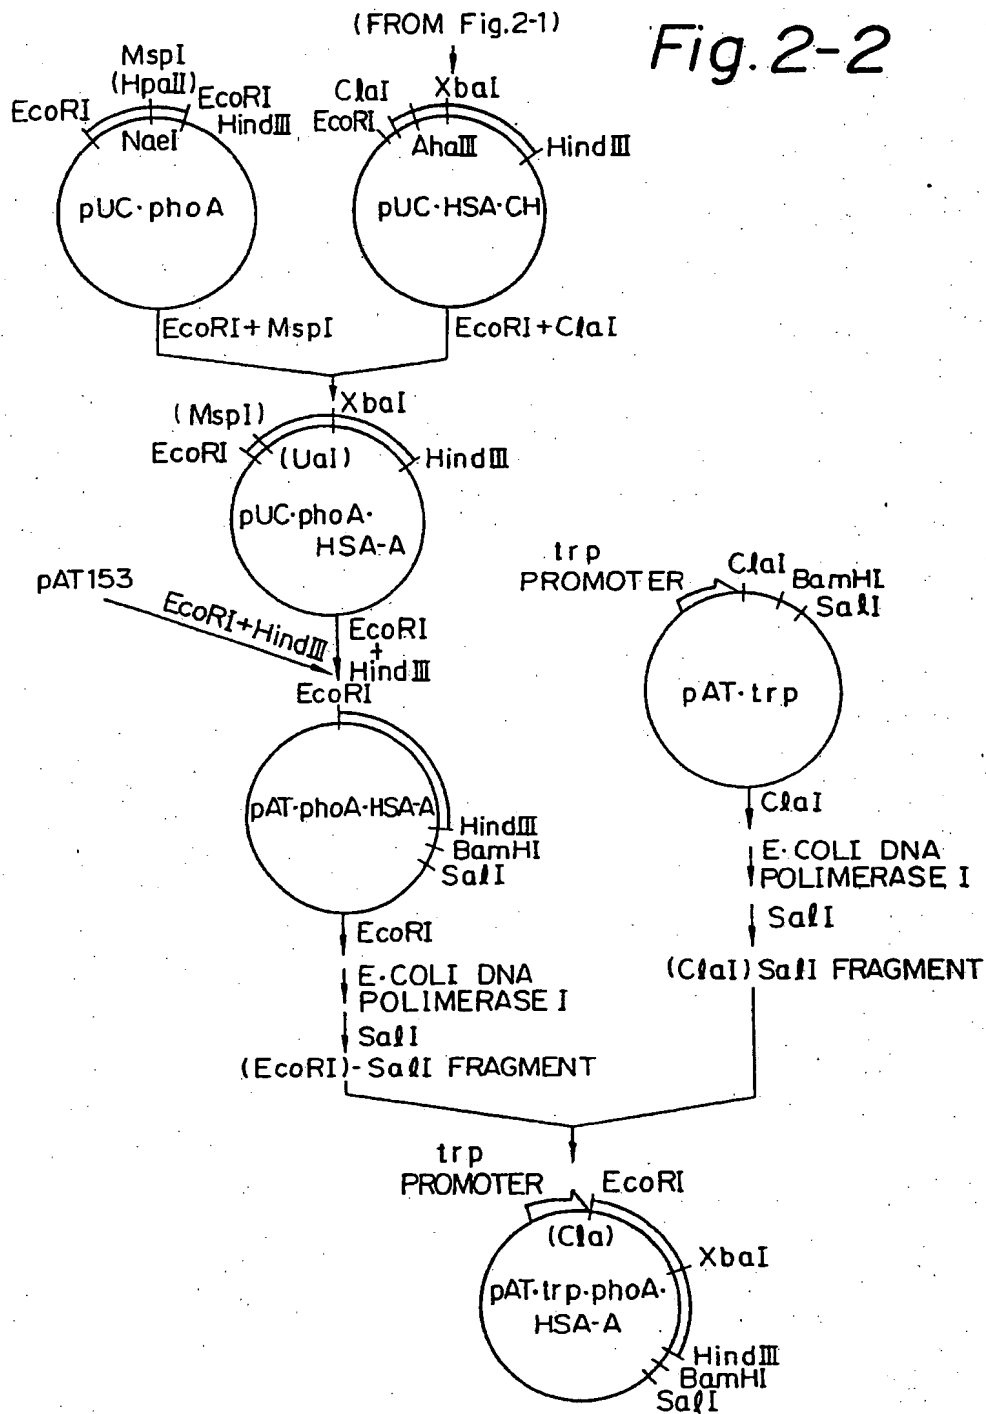 (FROM Fig.2-1)
Fig. 2-2
MspI
(HpaII)
EcoRI
EcoRI
HindIII
NaeI
pUC·phoA
ClaI
XbaI
EcoRI
AhaIII
HindIII
pUC·HSA·CH
EcoRI+MspI
EcoRI+ClaI
(MspI)
XbaI
EcoRI
(UaI)
HindIII
pUC·phoA·
HSA-A
pAT153
EcoRI+HindIII
EcoRI
+
HindIII
EcoRI
pAT·phoA·HSA-A
HindIII
BamHI
SalI
trp
PROMOTER
ClaI
BamHI
SalI
pAT·trp
ClaI
E·COLI DNA
POLIMERASE I
SalI
(ClaI) SalI FRAGMENT
EcoRI
E·COLI DNA
POLIMERASE I
SalI
(EcoRI)-SalI FRAGMENT
trp
PROMOTER
EcoRI
(Cla)
XbaI
pAT·trp·phoA·
HSA-A
HindIII
BamHI
SalI